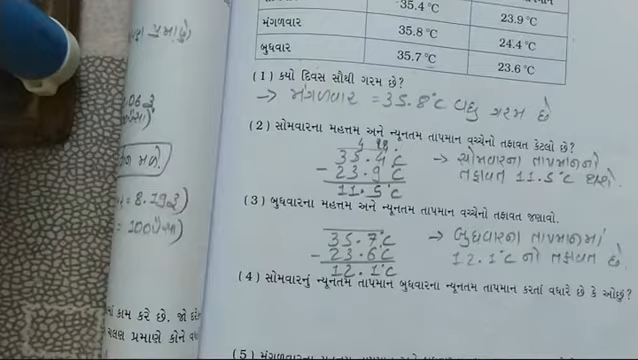 35.4 °C 23.9 °C
મંગળવાર 35.8 °C 24.4 °C
બુધવાર 35.7 °C 23.6 °C
(1) ક્યો દિવસ સૌથી ગરમ છે?
→ મંગળવાર = 35.8°C વધુ ગરમ છે
(2) સોમવારના મહત્તમ અને ન્યૂનતમ તાપમાન વચ્ચેનો તફાવત કેટલો છે?
35.4°C → સોમવારના તાપમાનનો
- 23.9 C તફાવત 11.5°C થશે.
11.5°C
(3) બુધવારના મહત્તમ અને ન્યૂનતમ તાપમાન વચ્ચેનો તફાવત જણાવો.
35.7°C → બુધવારના તાપમાનમાં
- 23.6°C 12.1°C નો તફાવત છે.
12.1°C
(4) સોમવારનું ન્યૂનતમ તાપમાન બુધવારના ન્યૂનતમ તાપમાન કરતાં વધારે છે કે ઓછું?
માં કામ કરે છે. જો
ચલણ પ્રમાણે કોને
(5) મંગળવારના